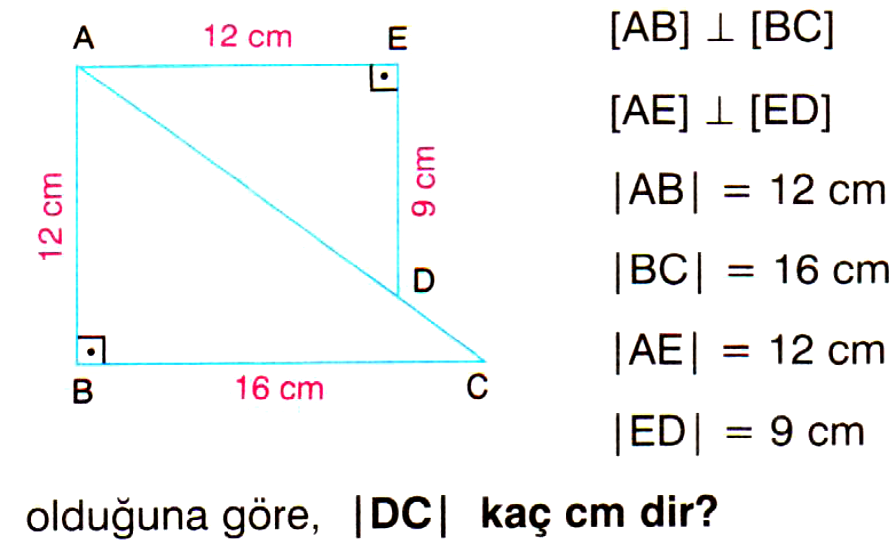 A 12 cm E
12 cm
9 cm
D
B 16 cm C
[AB] ⊥ [BC]
[AE] ⊥ [ED]
|AB| = 12 cm
|BC| = 16 cm
|AE| = 12 cm
|ED| = 9 cm
olduğuna göre, |DC| kaç cm dir?